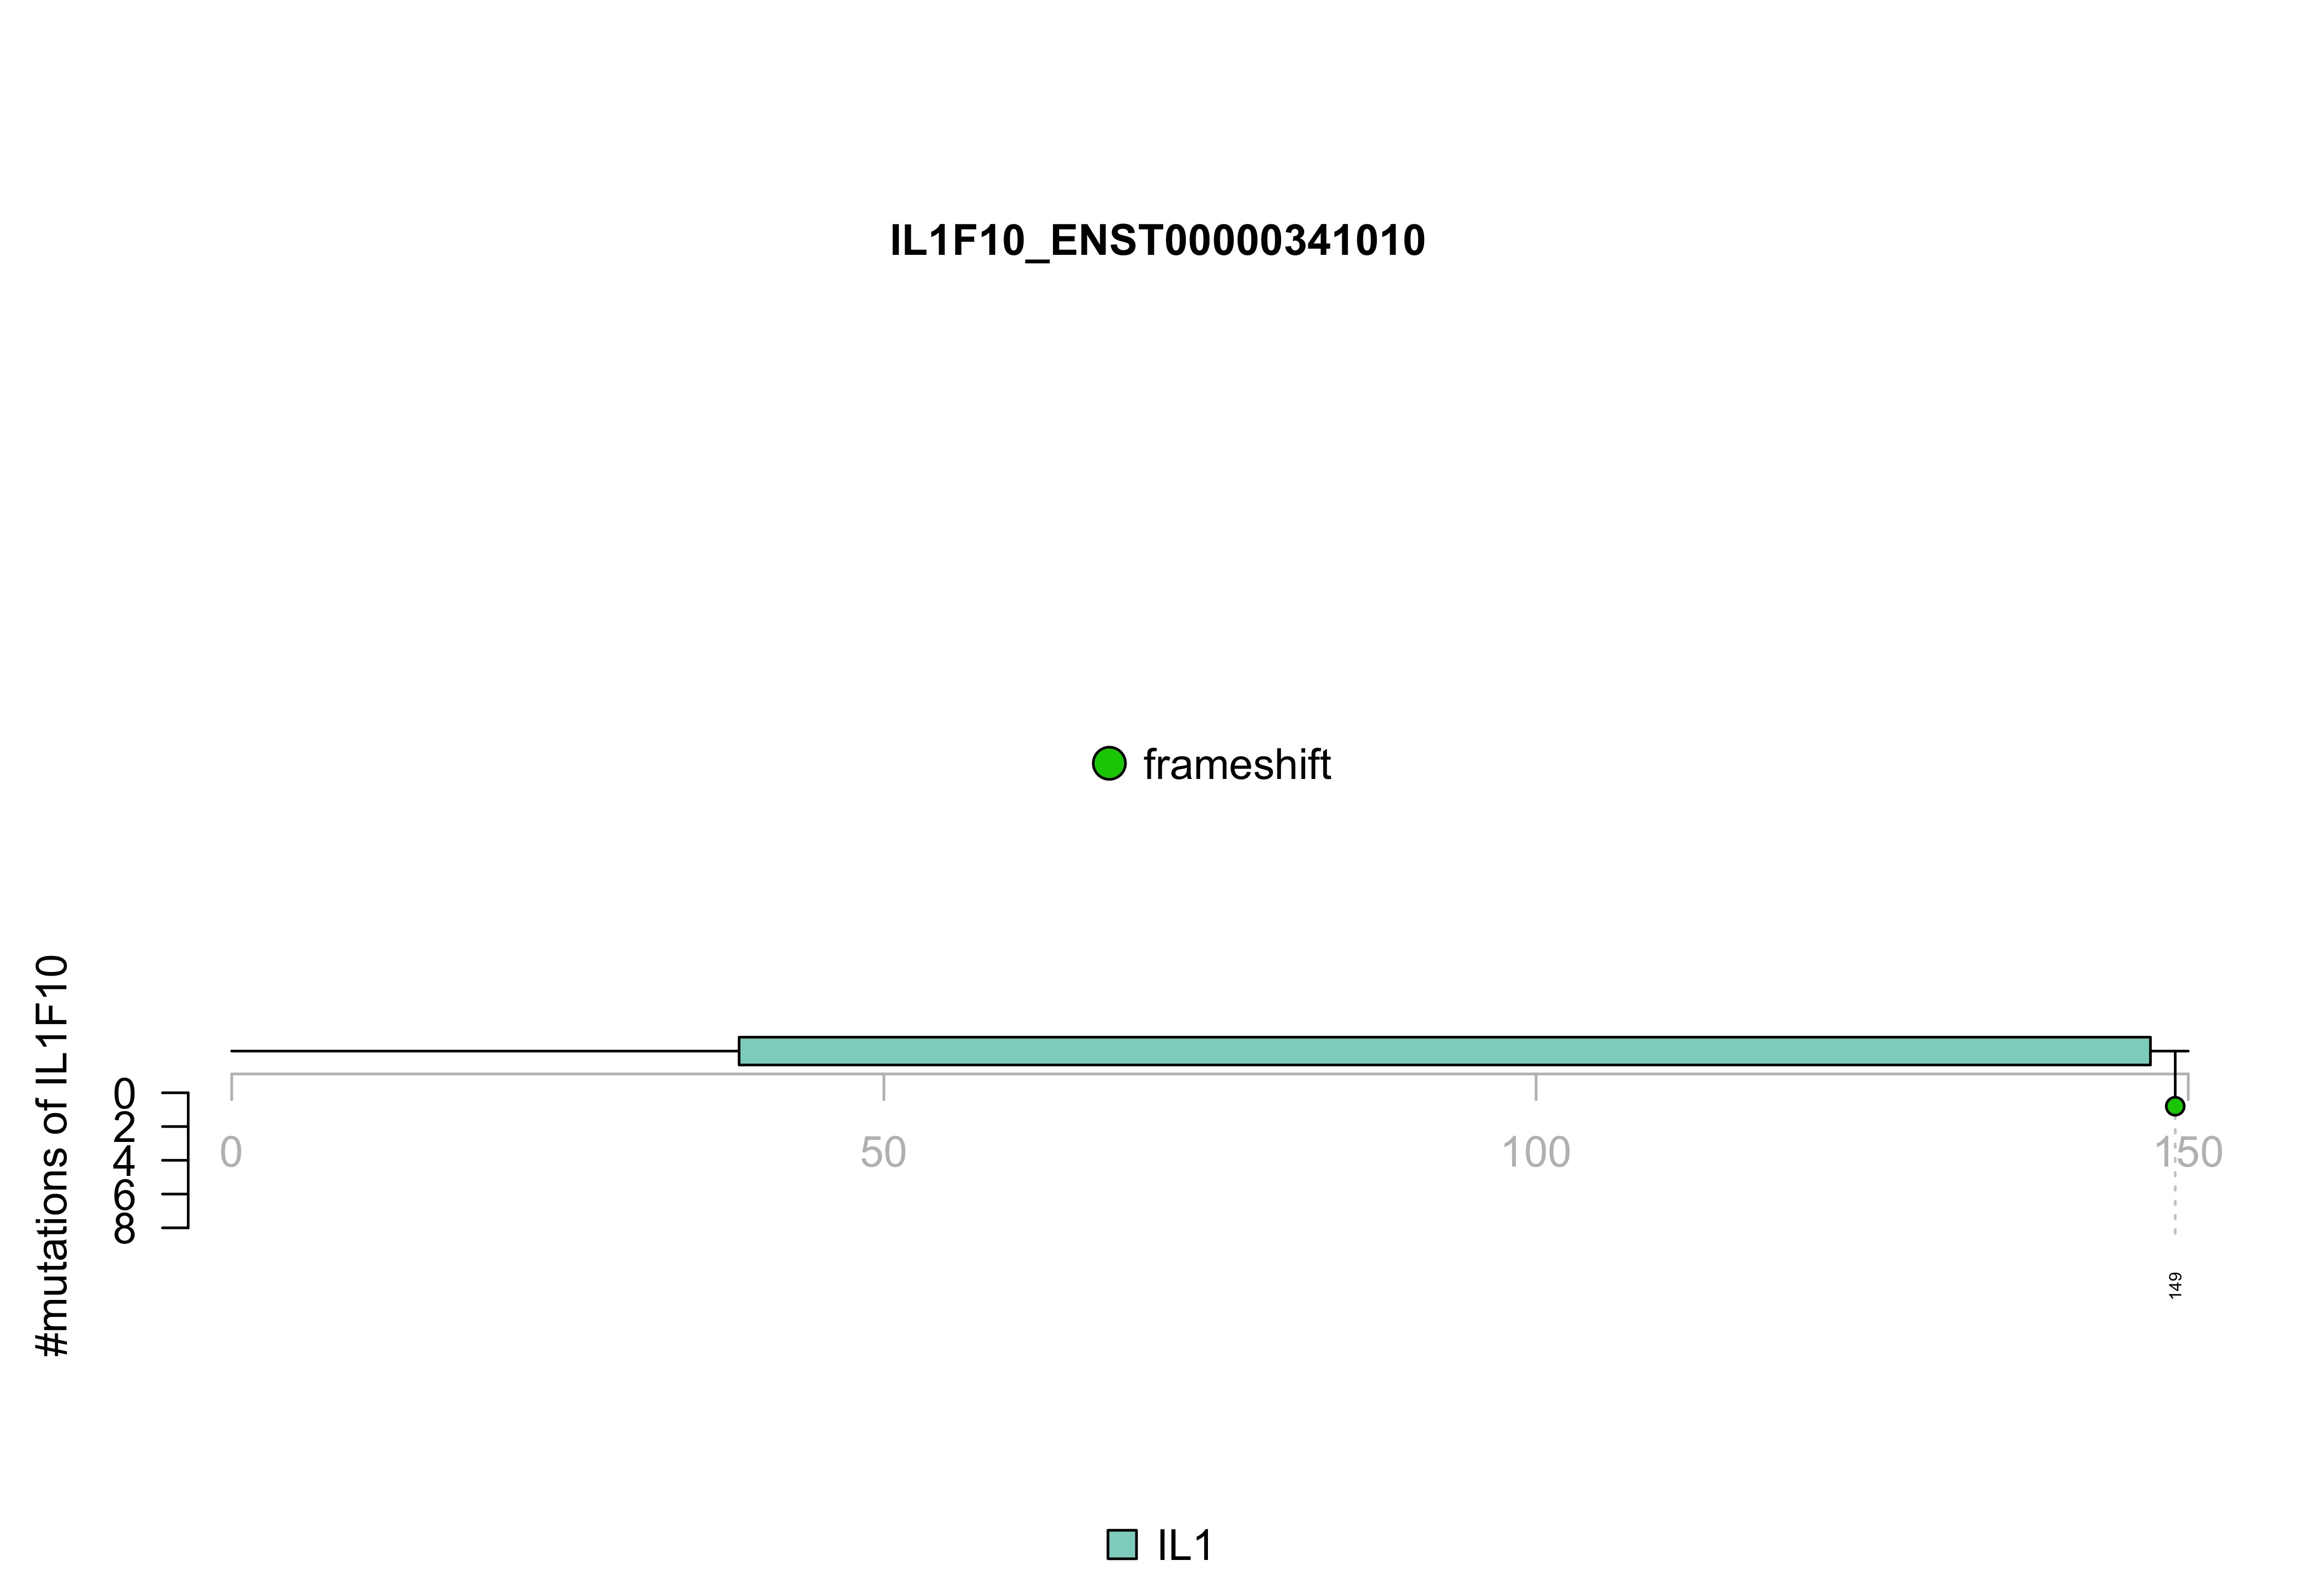 IL1F10_ENST00000341010
frameshift
#mutations of IL1F10
0
2
4
6
8
0
50
100
150
149
IL1